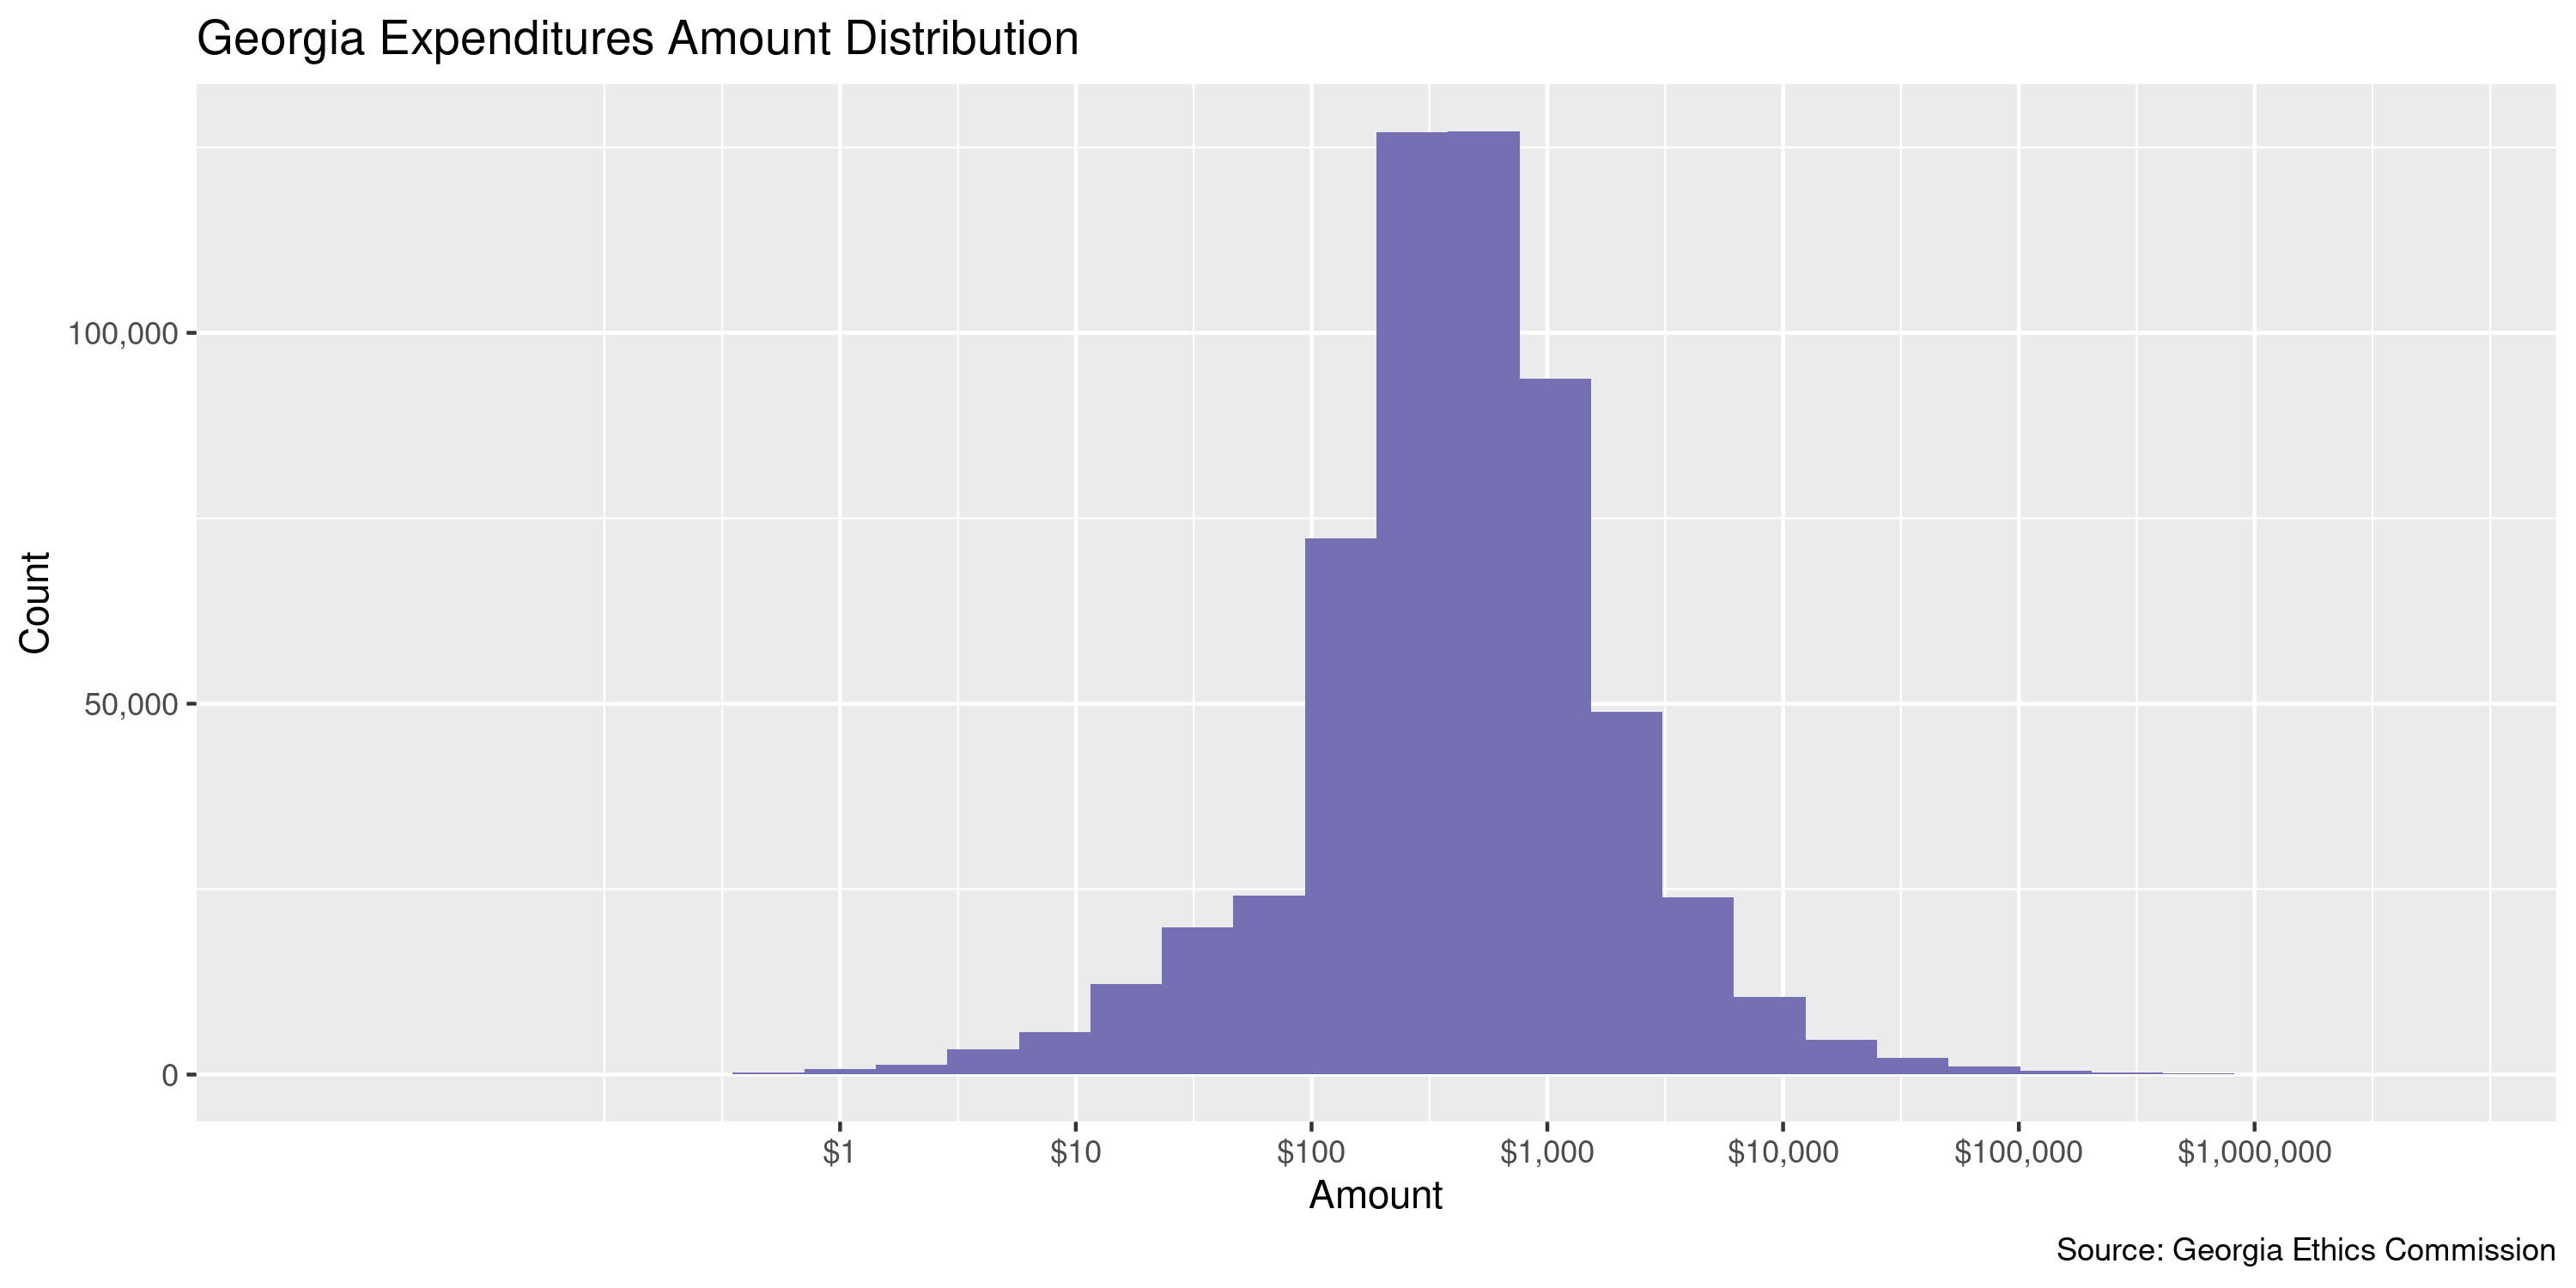 Georgia Expenditures Amount Distribution
Count
100,000
50,000
0
$1 $10 $100 $1,000 $10,000 $100,000 $1,000,000
Amount
Source: Georgia Ethics Commission